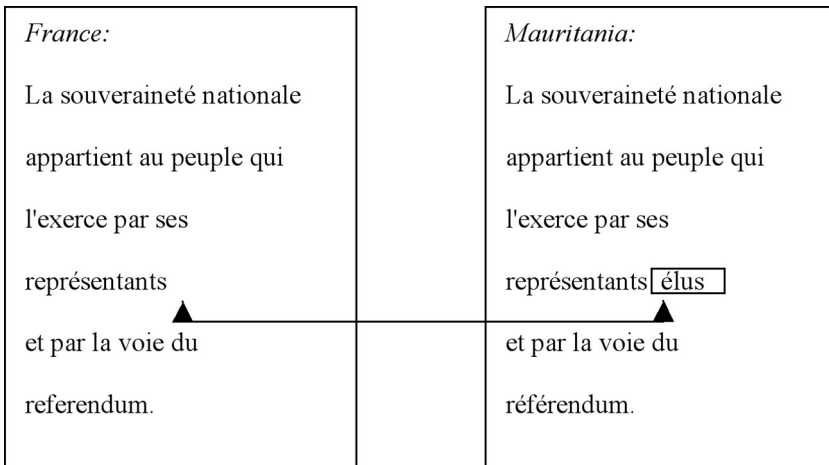 France:
La souveraineté nationale
appartient au peuple qui
l'exerce par ses
représentants
et par la voie du
referendum.
Mauritania:
La souveraineté nationale
appartient au peuple qui
l'exerce par ses
représentants élus
et par la voie du
référendum.